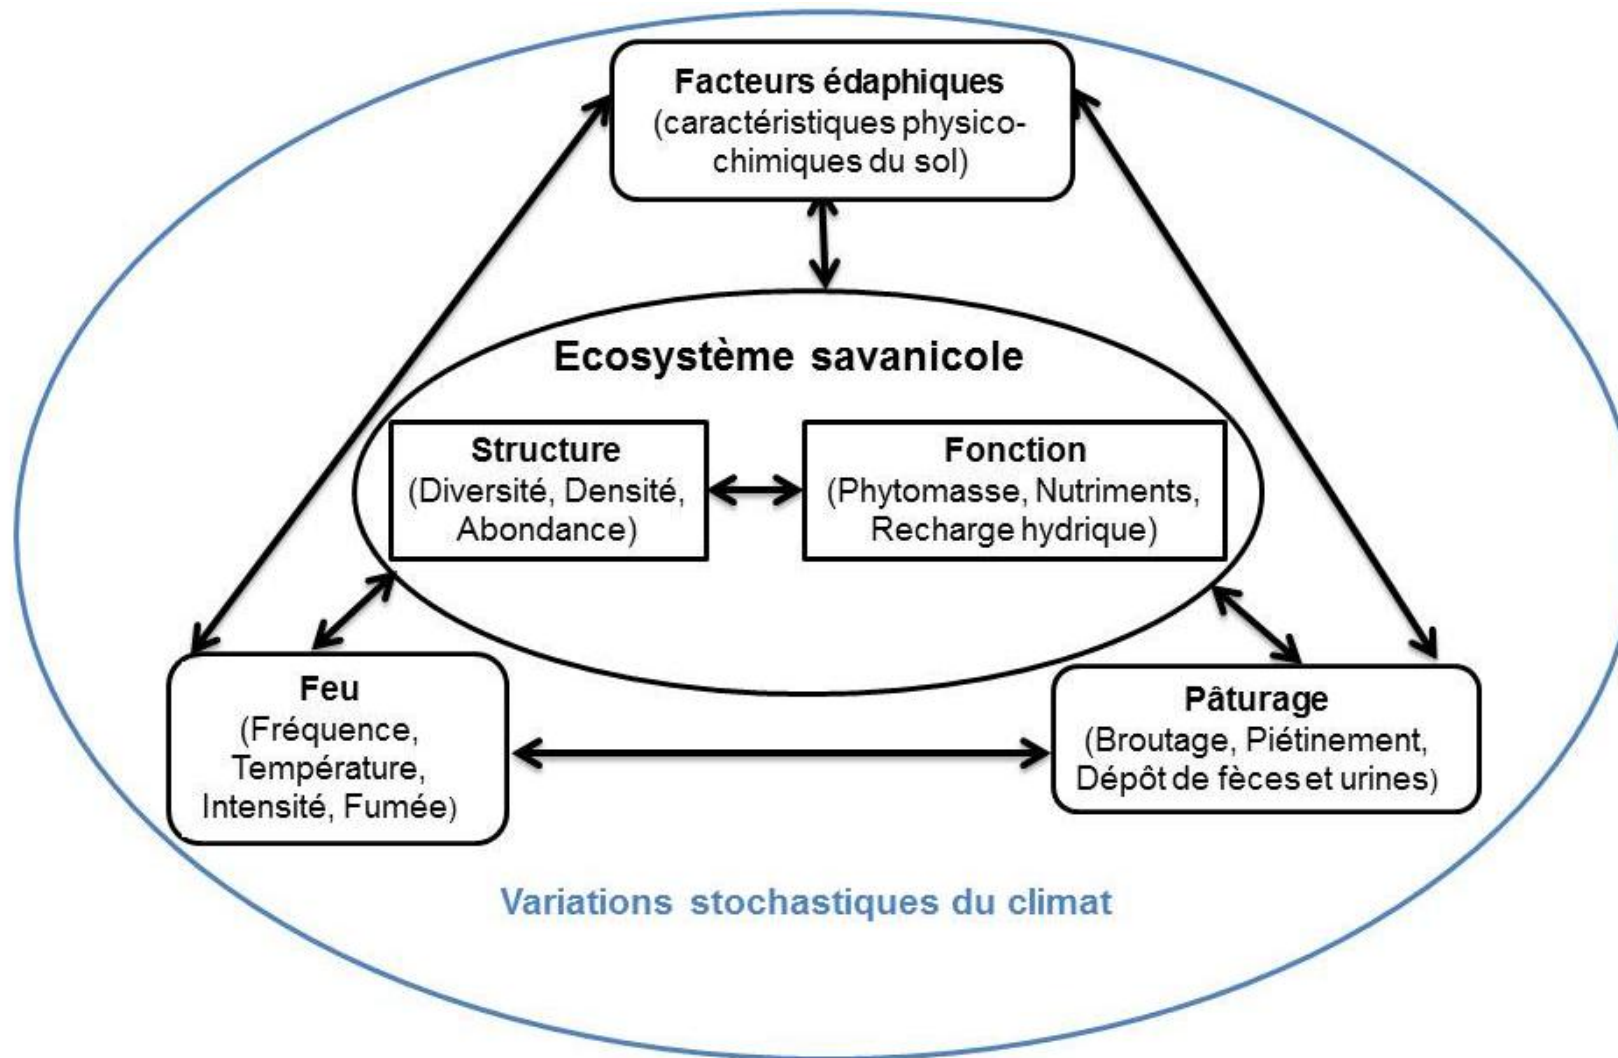 Facteurs édaphiques
(caractéristiques physico-
chimiques du sol)
Ecosystème savanicole
Structure
(Diversité, Densité,
Abondance)
Fonction
(Phytomasse, Nutriments,
Recharge hydrique)
Feu
(Fréquence,
Température,
Intensité, Fumée)
Pâturage
(Broutage, Piétinement,
Dépôt de fèces et urines)
Variations stochastiques du climat